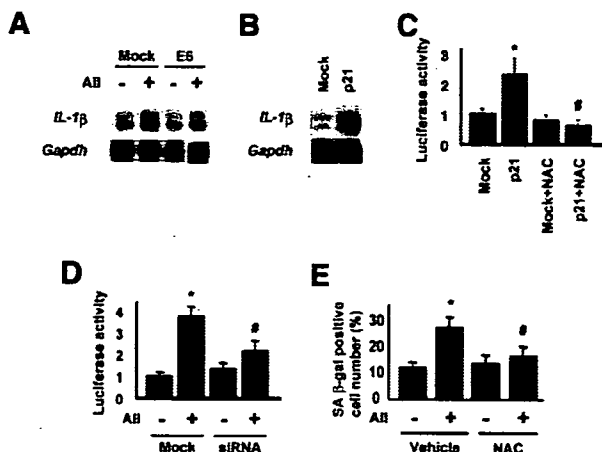 A
Mock E6
AII - + - +
IL-1β
Gapdh
B
Mock p21
IL-1β
Gapdh
C
Luciferase activity
3
2
1
0
* #
Mock p21 Mock+NAC p21+NAC
D
Luciferase activity
4
3
2
1
0
* #
AII - + - +
Mock siRNA
E
SA β-gal positive
cell number (%)
30
20
10
0
* #
AII - + - +
Vehicle NAC